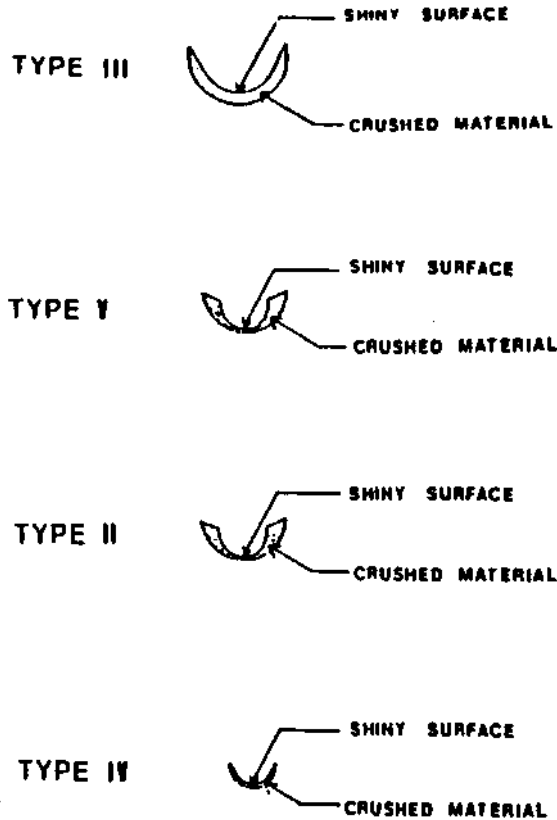 SHINY SURFACE
TYPE III
CRUSHED MATERIAL
SHINY SURFACE
TYPE V
CRUSHED MATERIAL
SHINY SURFACE
TYPE II
CRUSHED MATERIAL
SHINY SURFACE
TYPE IV
CRUSHED MATERIAL